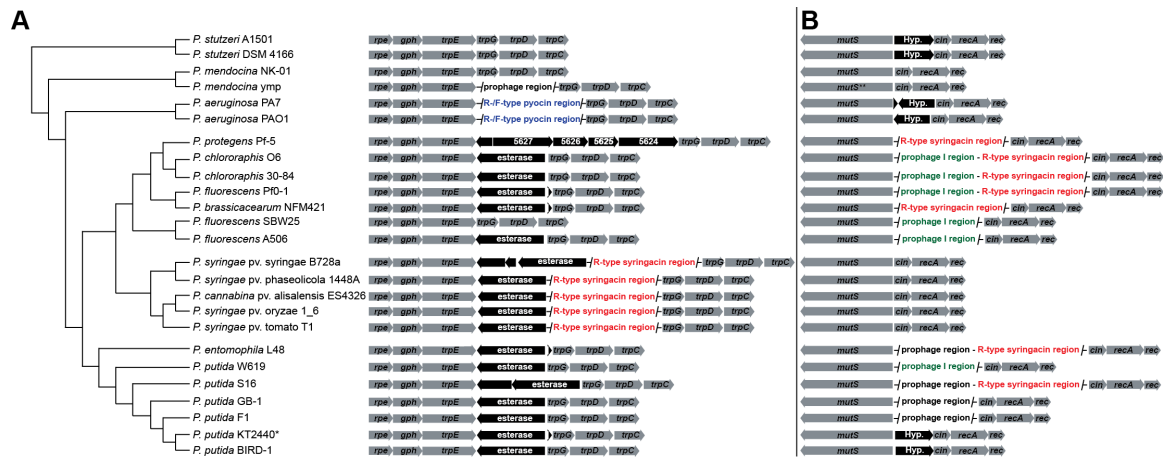 A
B
P. stutzeri A1501 rpe gph trpE trpG trpD trpC mutS Hyp. cin recA rec
P. stutzeri DSM 4166 rpe gph trpE trpG trpD trpC mutS Hyp. cin recA rec
P. mendocina NK-01 rpe gph trpE trpG trpD trpC mutS cin recA rec
P. mendocina ymp rpe gph trpE prophage region trpG trpD trpC mutS** cin recA rec
P. aeruginosa PA7 rpe gph trpE R-/F-type pyocin region trpG trpD trpC mutS Hyp. cin recA rec
P. aeruginosa PAO1 rpe gph trpE R-/F-type pyocin region trpG trpD trpC mutS Hyp. cin recA rec
P. protegens Pf-5 rpe gph trpE 5627 5626 5625 5624 trpG trpD trpC mutS R-type syringacin region cin recA rec
P. chlororaphis O6 rpe gph trpE esterase trpG trpD trpC mutS prophage I region - R-type syringacin region cin recA rec
P. chlororaphis 30-84 rpe gph trpE esterase trpG trpD trpC mutS prophage I region - R-type syringacin region cin recA rec
P. fluorescens Pf0-1 rpe gph trpE esterase trpG trpD trpC mutS prophage I region - R-type syringacin region cin recA rec
P. brassicacearum NFM421 rpe gph trpE esterase trpG trpD trpC mutS R-type syringacin region cin recA rec
P. fluorescens SBW25 rpe gph trpE trpG trpD trpC mutS prophage I region cin recA rec
P. fluorescens A506 rpe gph trpE esterase trpG trpD trpC mutS prophage I region cin recA rec
P. syringae pv. syringae B728a rpe gph trpE esterase R-type syringacin region trpG trpD trpC mutS cin recA rec
P. syringae pv. phaseolicola 1448A rpe gph trpE esterase R-type syringacin region trpG trpD trpC mutS cin recA rec
P. cannabina pv. alisalensis ES4326 rpe gph trpE esterase R-type syringacin region trpG trpD trpC mutS cin recA rec
P. syringae pv. oryzae 1_6 rpe gph trpE esterase R-type syringacin region trpG trpD trpC mutS cin recA rec
P. syringae pv. tomato T1 rpe gph trpE esterase R-type syringacin region trpG trpD trpC mutS cin recA rec
P. entomophila L48 rpe gph trpE esterase trpG trpD trpC mutS prophage region - R-type syringacin region cin recA rec
P. putida W619 rpe gph trpE esterase trpG trpD trpC mutS prophage I region cin recA rec
P. putida S16 rpe gph trpE esterase trpG trpD trpC mutS prophage region - R-type syringacin region cin recA rec
P. putida GB-1 rpe gph trpE esterase trpG trpD trpC mutS prophage region cin recA rec
P. putida F1 rpe gph trpE esterase trpG trpD trpC mutS prophage region cin recA rec
P. putida KT2440* rpe gph trpE esterase trpG trpD trpC mutS Hyp. cin recA rec
P. putida BIRD-1 rpe gph trpE esterase trpG trpD trpC mutS Hyp. cin recA rec